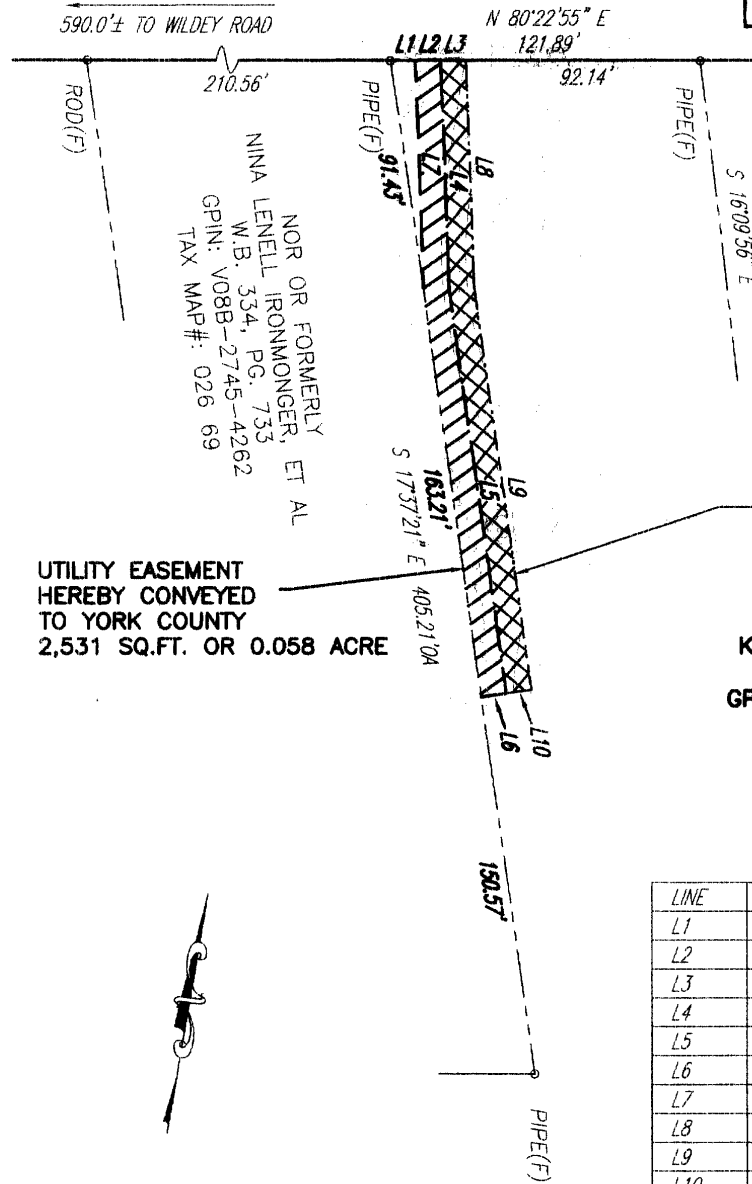 590.0'± TO WILDEY ROAD
N 80°22'55" E
121.89'
L1 L2 L3
210.56'
92.14'
ROD(F)
PIPE(F)
PIPE(F)
S 16°09'56" E
91.43'
L7
L4
L8
NOR OR FORMERLY
NINA LENELL IRONMONGER, ET AL
W.B. 334, PG. 733
GPIN: V08B-2745-4262
TAX MAP#: 026 69
163.21'
S 17°37'21" E 405.21'OA
L5
L9
UTILITY EASEMENT
HEREBY CONVEYED
TO YORK COUNTY
2,531 SQ.FT. OR 0.058 ACRE
K
GP
L6
L10
150.57'
PIPE(F)
LINE
L1
L2
L3
L4
L5
L6
L7
L8
L9
L10